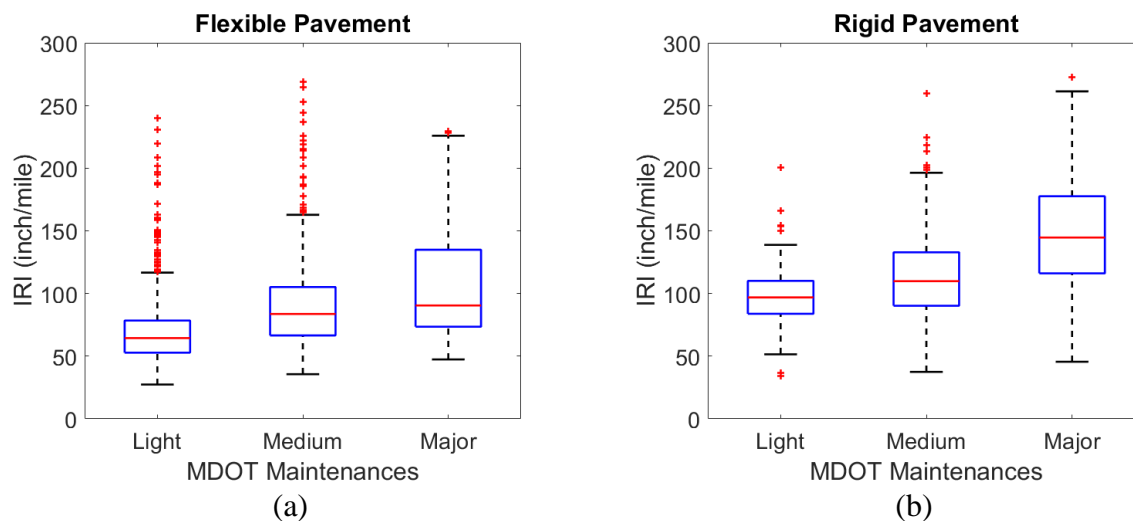 Flexible Pavement
300
250
200
150
100
50
0
IRI (inch/mile)
Light Medium Major
MDOT Maintenances
(a)
Rigid Pavement
300
250
200
150
100
50
0
IRI (inch/mile)
Light Medium Major
MDOT Maintenances
(b)